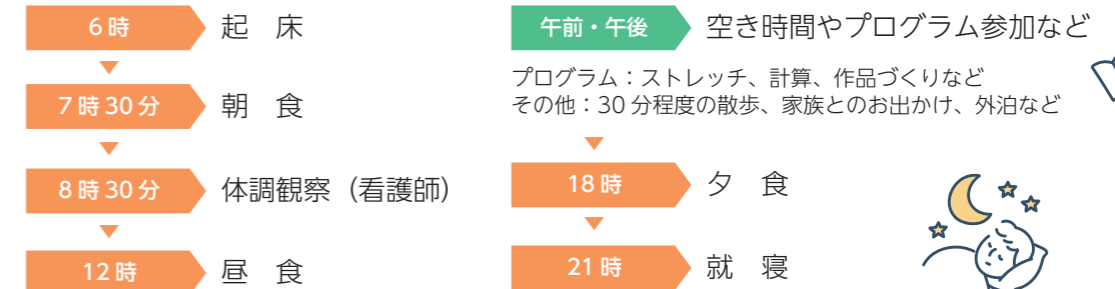 6時 起 床
7時30分 朝 食
8時30分 体調観察（看護師）
12時 昼 食
午前・午後 空き時間やプログラム参加など
プログラム：ストレッチ、計算、作品づくりなど
その他：30分程度の散歩、家族とのお出かけ、外泊など
18時 夕 食
21時 就 寝